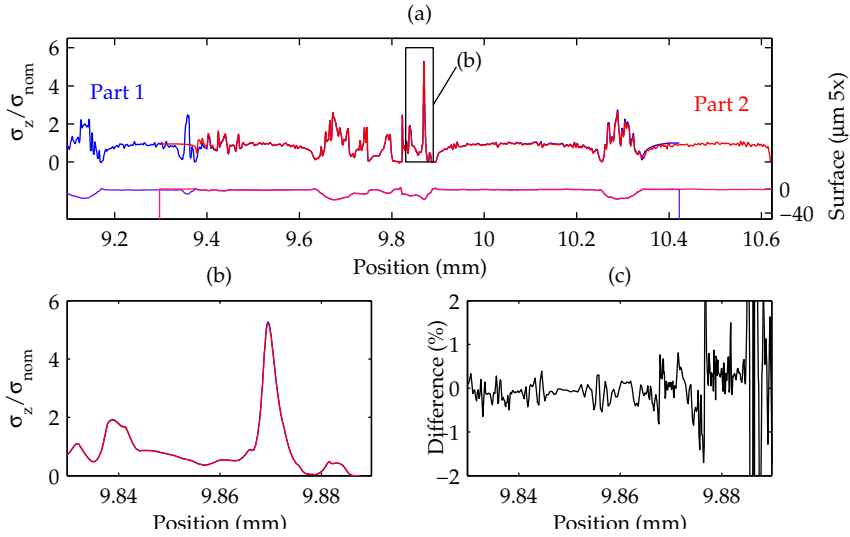 (a)
6
4
2
0
σz/σnom
Part 1
(b)
Part 2
0
−40
Surface (µm 5x)
9.2 9.4 9.6 9.8 10 10.2 10.4 10.6
Position (mm)
(b)
6
4
2
0
σz/σnom
9.84 9.86 9.88
Position (mm)
(c)
2
1
0
1
−2
Difference (%)
9.84 9.86 9.88
Position (mm)